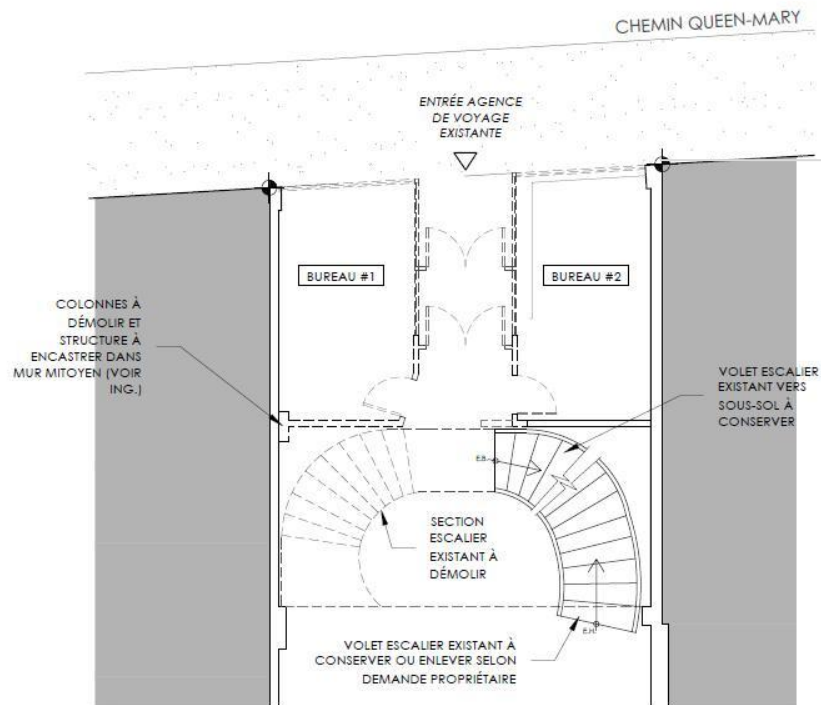 CHEMIN QUEEN-MARY
ENTRÉE AGENCE
DE VOYAGE
EXISTANTE
BUREAU #1
BUREAU #2
COLONNES À
DÉMOLIR ET
STRUCTURE À
ENCASTRER DANS
MUR MITOYEN (VOIR
ING.)
VOLET ESCALIER
EXISTANT VERS
SOUS-SOL À
CONSERVER
E.B.
SECTION
ESCALIER
EXISTANT À
DÉMOLIR
E.H.
VOLET ESCALIER EXISTANT À
CONSERVER OU ENLEVER SELON
DEMANDE PROPRIÉTAIRE